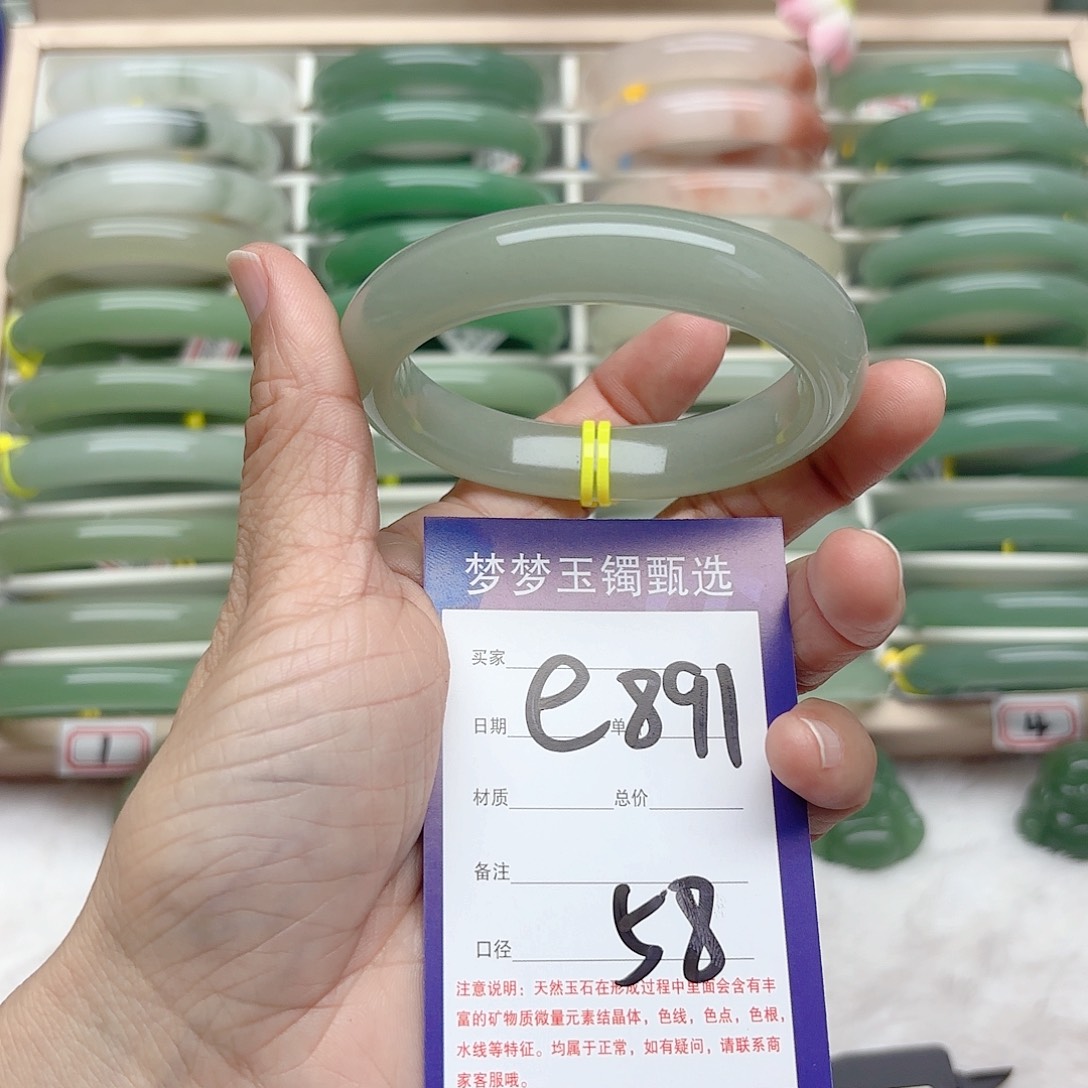 梦梦玉镯甄选
买家
e891
日期 单
材质 总价
备注
58
口径
注意说明：天然玉石在形成过程中里面会含有丰
富的矿物质微量元素结晶体，色线，色点，色根，
水线等特征。均属于正常，如有疑问，请联系商
家客服哦。
1
4